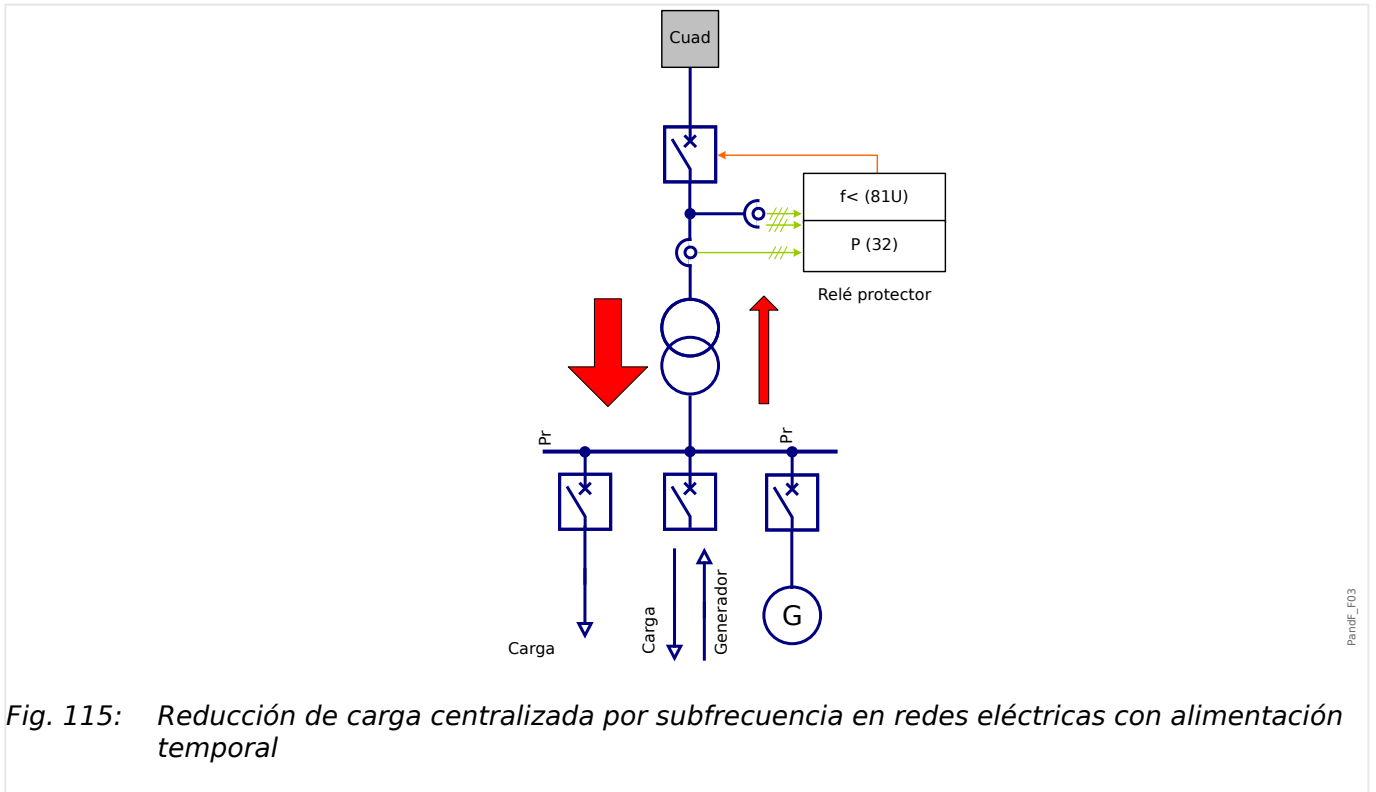 Cuad
f< (81U)
P (32)
Relé protector
Pr
Pr
Carga
Carga
Generador
G
PandF_F03
Fig. 115: Reducción de carga centralizada por subfrecuencia en redes eléctricas con alimentación
temporal